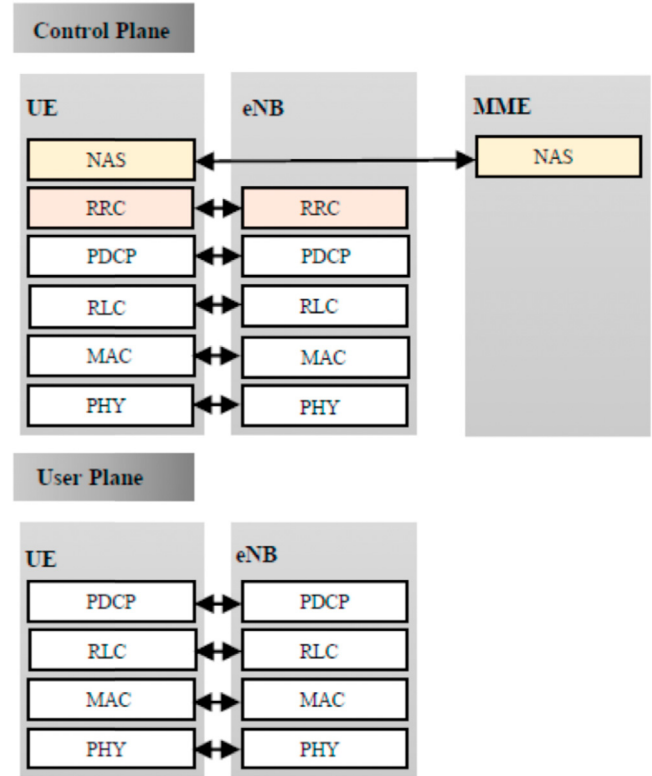 Control Plane
UE eNB MME
NAS NAS
RRC RRC
PDCP PDCP
RLC RLC
MAC MAC
PHY PHY
User Plane
UE eNB
PDCP PDCP
RLC RLC
MAC MAC
PHY PHY